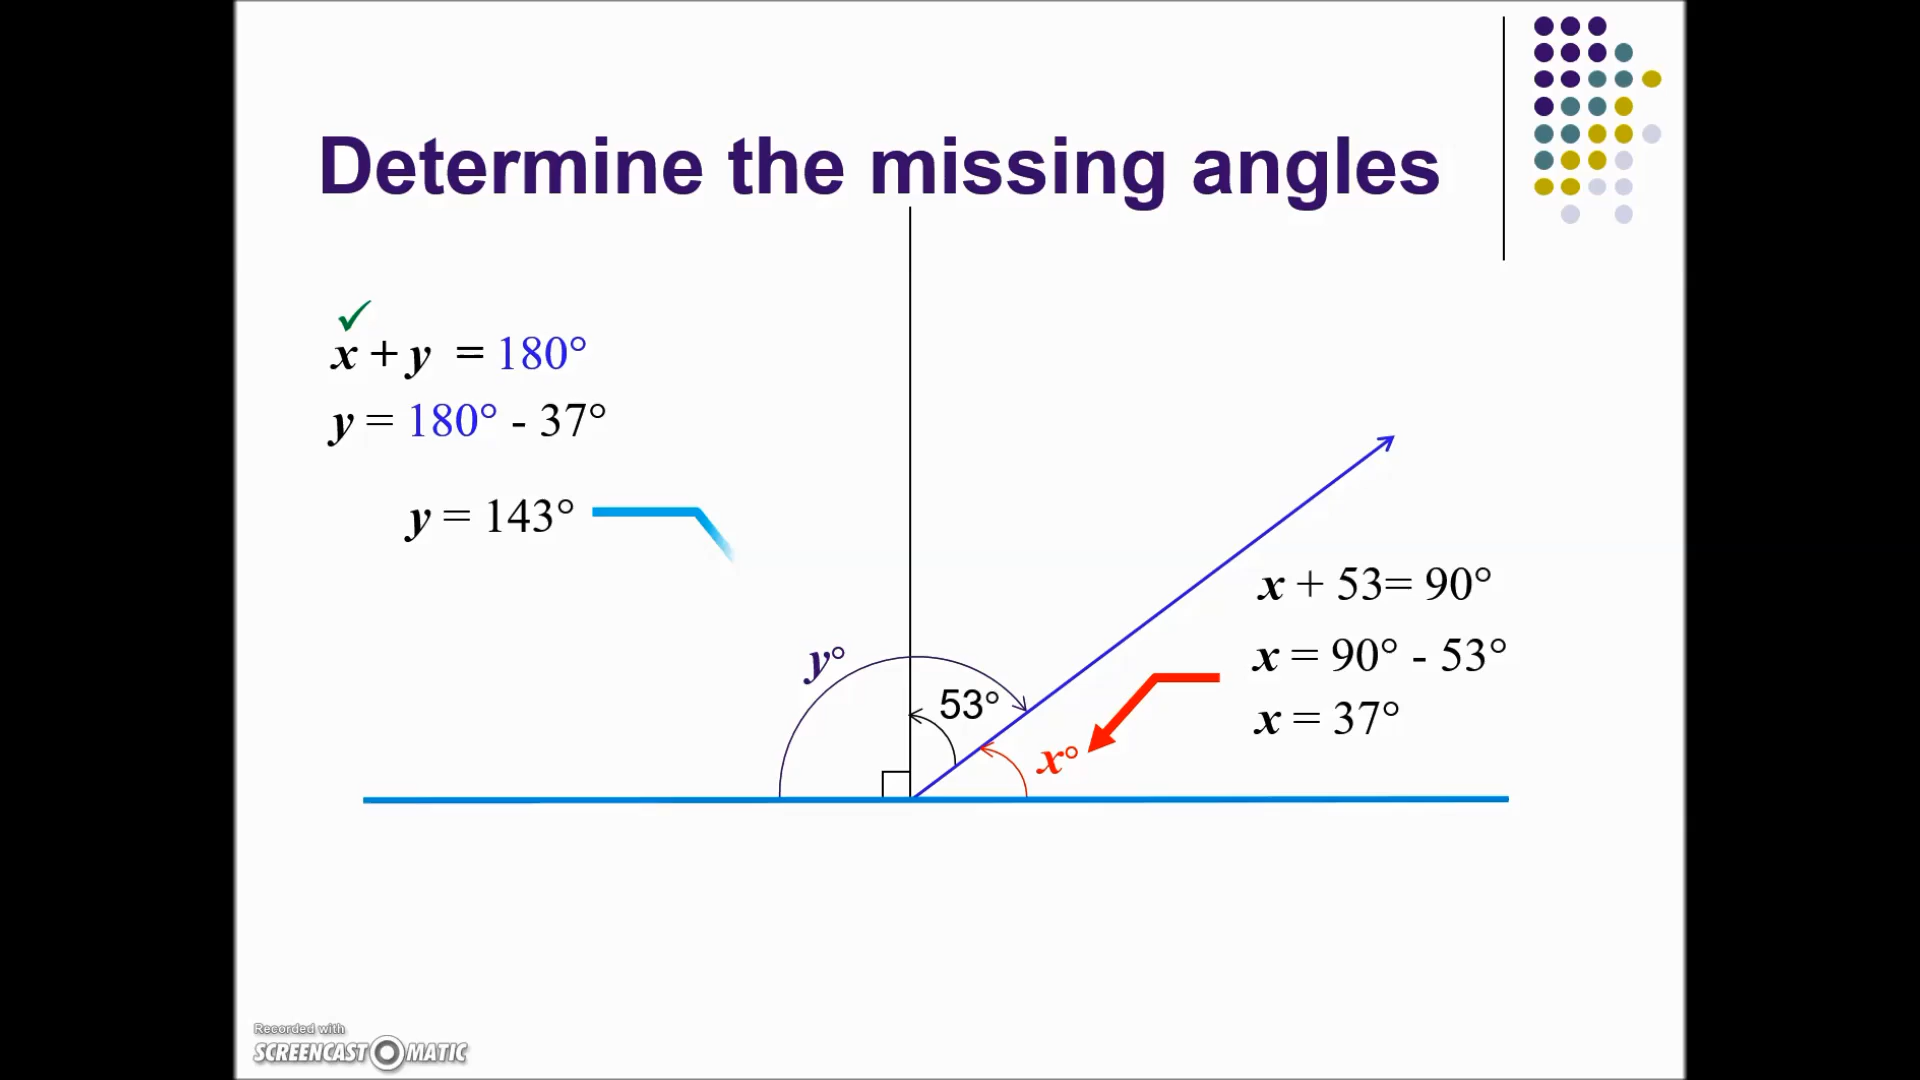 Determine the missing angles
✓
x + y = 180°
y = 180° - 37°
y = 143°
x + 53= 90°
x = 90° - 53°
x = 37°
y°
53°
x°
Recorded with
SCREENCAST O MATIC